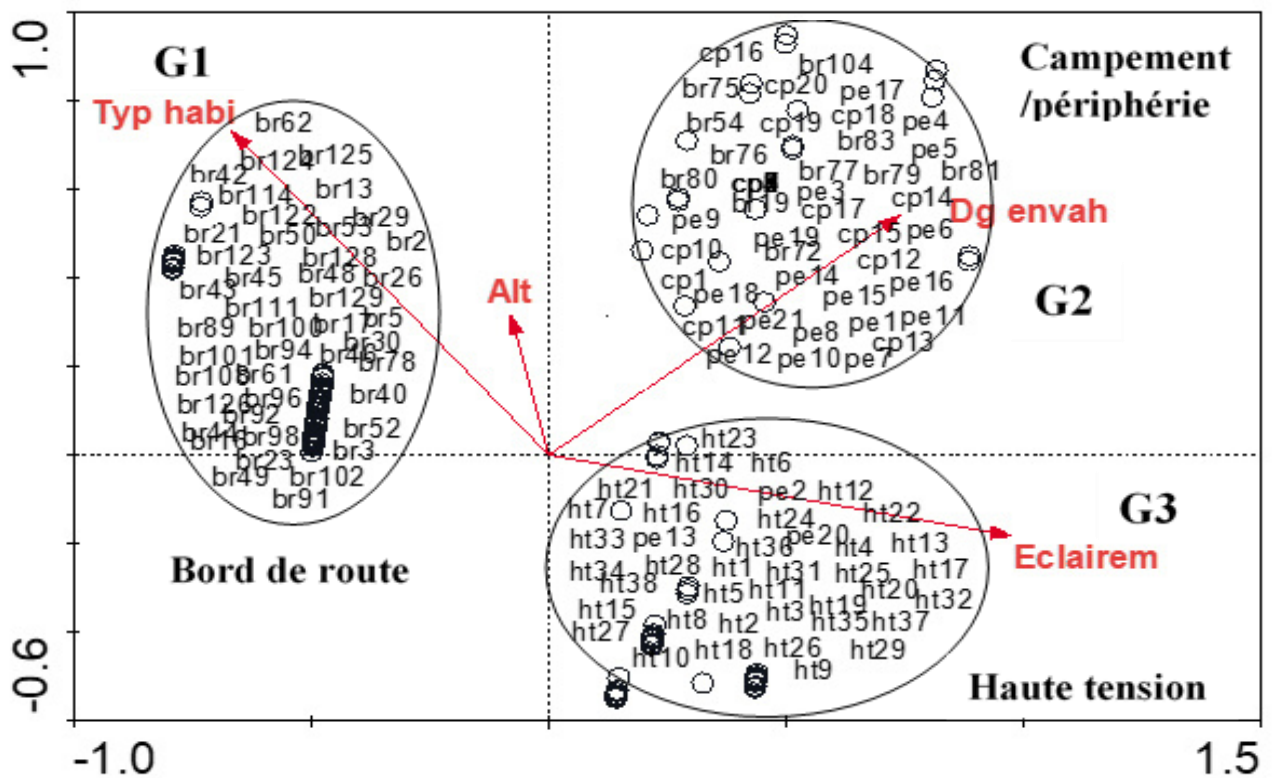 1.0
G1
Typ habi
br62
br124 br125
br42
br114 br13
br122 br29
br21 br50 br53 br2
br123 br128
br45 br48 br26
br43
br111 br129
br89 br100 br17 br5
br94 br46 br30
br101 br78
br108 br61
br96 br40
br126 br92
br44 br98 br52
br23 br3
br49 br102
br91
Bord de route
Alt
cp16 br104
br75 cp20 pe17
br54 cp19 cp18 pe4
br76 br83 pe5
br80 br77 br79 br81
pe3 cp14
pe9 br19 cp17
pe19 cp15 pe6
cp10 br72 cp12
cp1 pe14 pe16
pe18 pe15
cp11 pe21 pe8 pe1 pe11
pe12 pe10 pe7 cp13
Campement
/périphérie
Dg envah
G2
ht23
ht14 ht6
ht21 ht30 pe2 ht12
ht7 ht16 ht24 ht22
ht33 pe13 ht36 pe20 ht4 ht13
ht34 ht28 ht1 ht31 ht25 ht17
ht38 ht5 ht11 ht20 ht32
ht15 ht8 ht3 ht19
ht27 ht2 ht35 ht37
ht10 ht18 ht26 ht29
ht9
G3
Eclairem
Haute tension
-0.6
-1.0 1.5